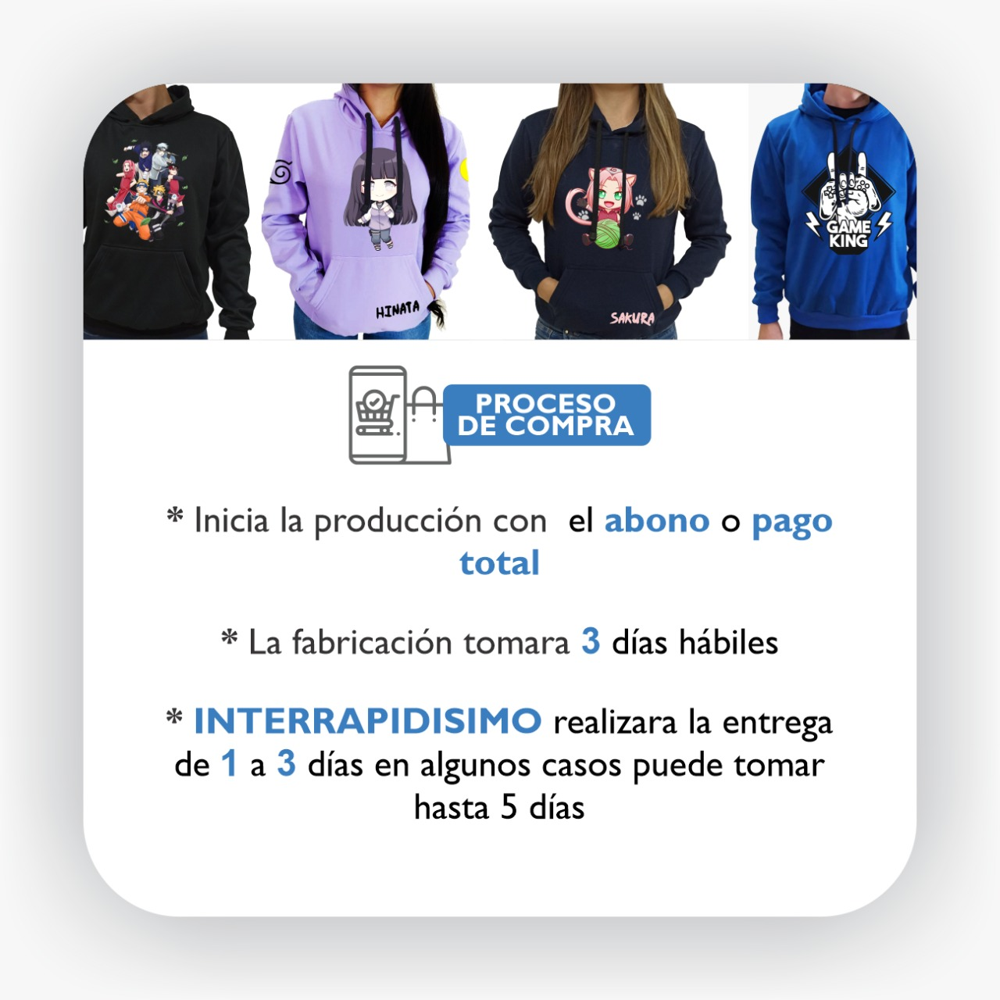 GAME
KING
HINATA
SAKURA
PROCESO
DE COMPRA
* Inicia la producción con el abono o pago
total
* La fabricación tomara 3 días hábiles
* INTERRAPIDISIMO realizara la entrega
de 1 a 3 días en algunos casos puede tomar
hasta 5 días